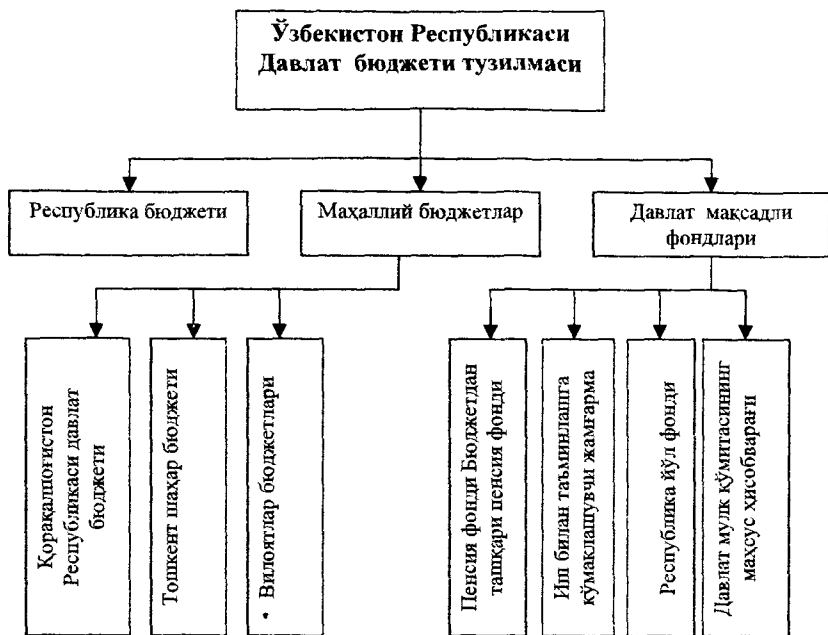 Ўзбекистон Республикаси
Давлат бюджети тузилмаси
Республика бюджети
Маҳаллий бюджетлар
Давлат мақсадли
фондлари
Қорақалпоғистон
Республикаси давлат
бюджети
Тошкент шаҳар бюджети
• Вилоятлар бюджетлари
Пенсия фонди Бюджетдан
ташқари пенсия фонди
Иш билан таъминлашга
кўмаклашувчи жамғарма
Республика йўл фонди
Давлат мулк қўмитасининг
махсус ҳисобварағи